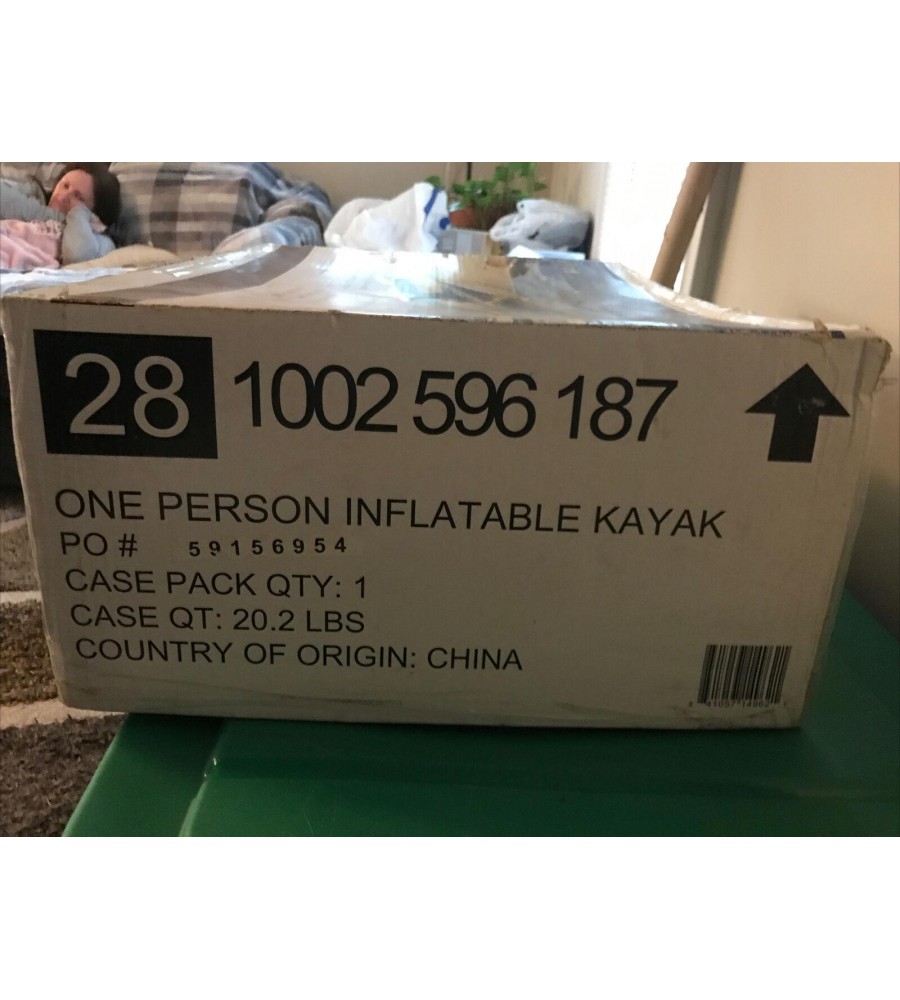 28 1002 596 187
ONE PERSON INFLATABLE KAYAK
PO # 59156954
CASE PACK QTY: 1
CASE QT: 20.2 LBS
COUNTRY OF ORIGIN: CHINA